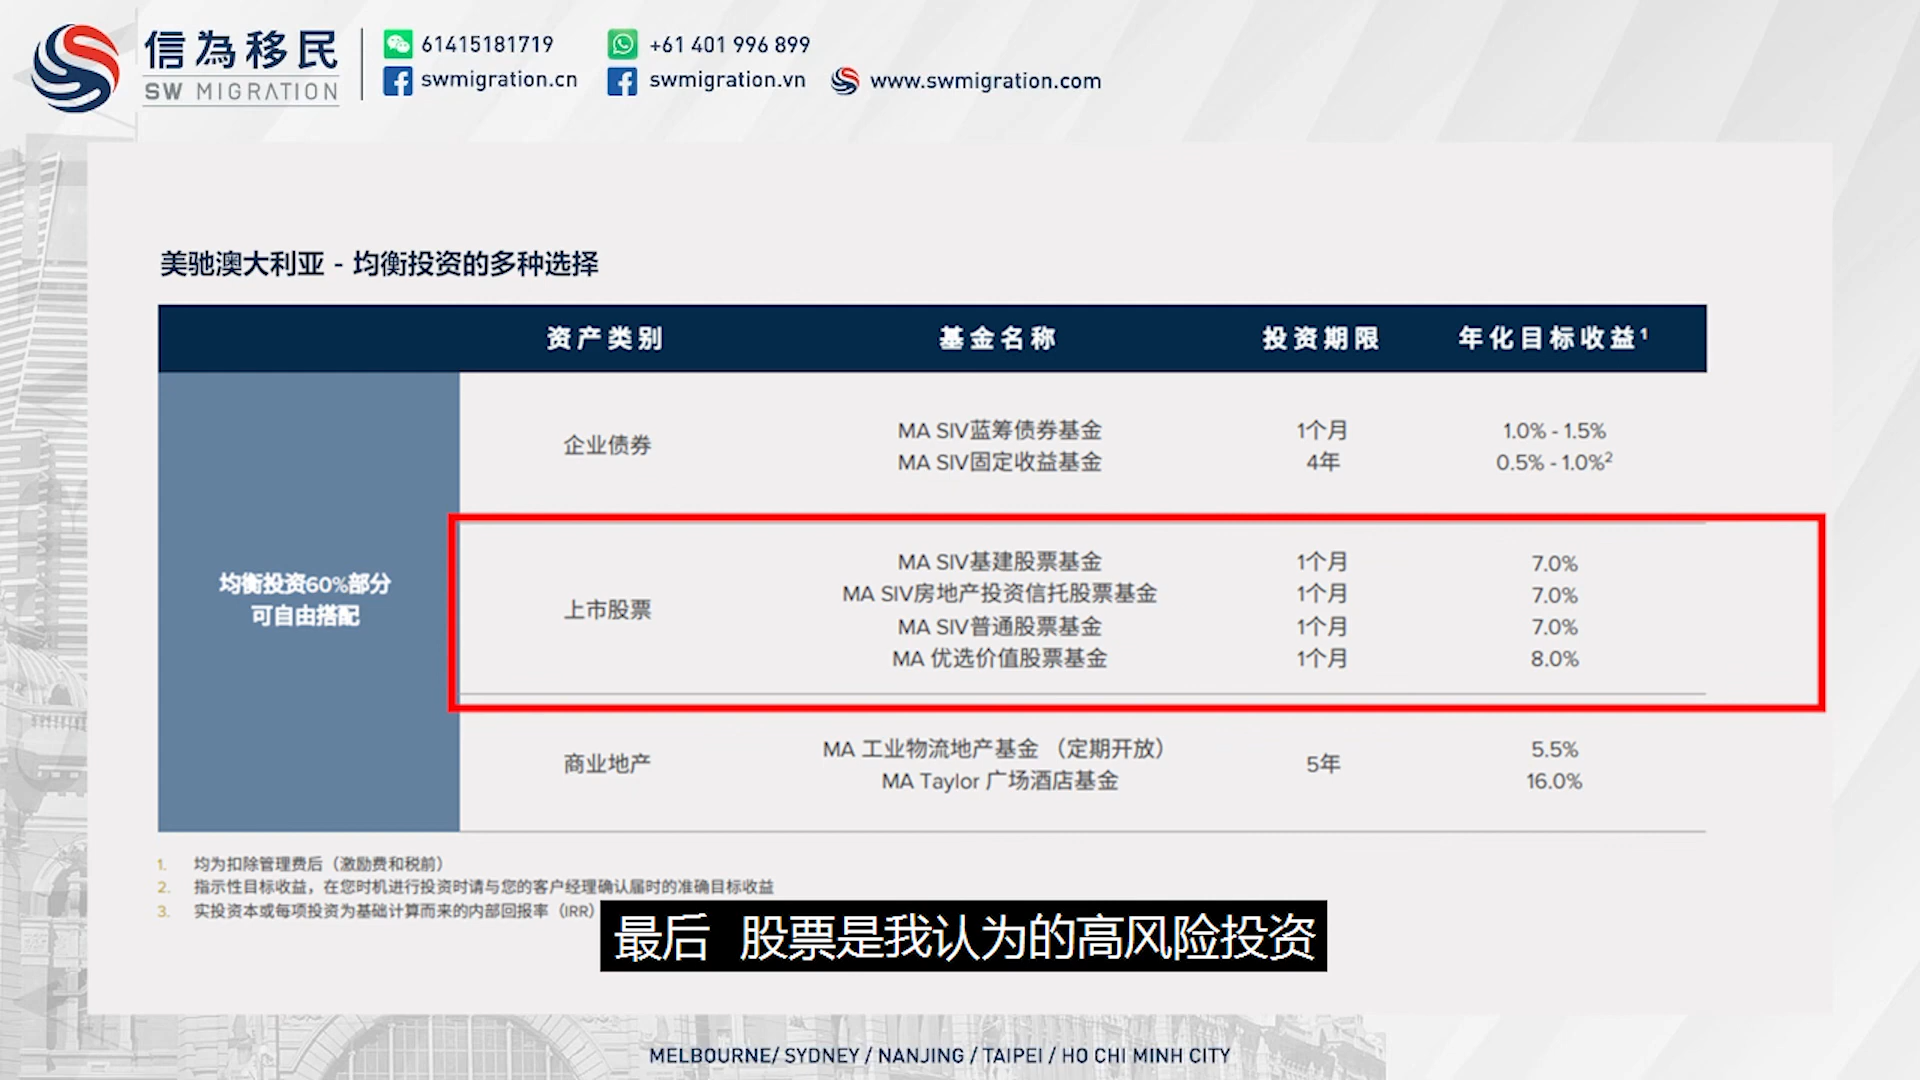 信為移民
SW MIGRATION
61415181719
+61 401 996 899
swmigration.cn
swmigration.vn
www.swmigration.com
美驰澳大利亚 - 均衡投资的多种选择
资产类别 基金名称 投资期限 年化目标收益¹
企业债券
MA SIV蓝筹债券基金 1个月 1.0% - 1.5%
MA SIV固定收益基金 4年 0.5% - 1.0%²
均衡投资60%部分
可自由搭配
上市股票
MA SIV基建股票基金 1个月 7.0%
MA SIV房地产投资信托股票基金 1个月 7.0%
MA SIV普通股票基金 1个月 7.0%
MA 优选价值股票基金 1个月 8.0%
商业地产
MA 工业物流地产基金 （定期开放） 5.5%
5年
MA Taylor 广场酒店基金 16.0%
1. 均为扣除管理费后（激励费和税前）
2. 指示性目标收益，在您时机进行投资时请与您的客户经理确认届时的准确目标收益
3. 实投资本或每项投资为基础计算而来的内部回报率（IRR）
最后 股票是我认为的高风险投资
MELBOURNE/ SYDNEY / NANJING / TAIPEI / HO CHI MINH CITY